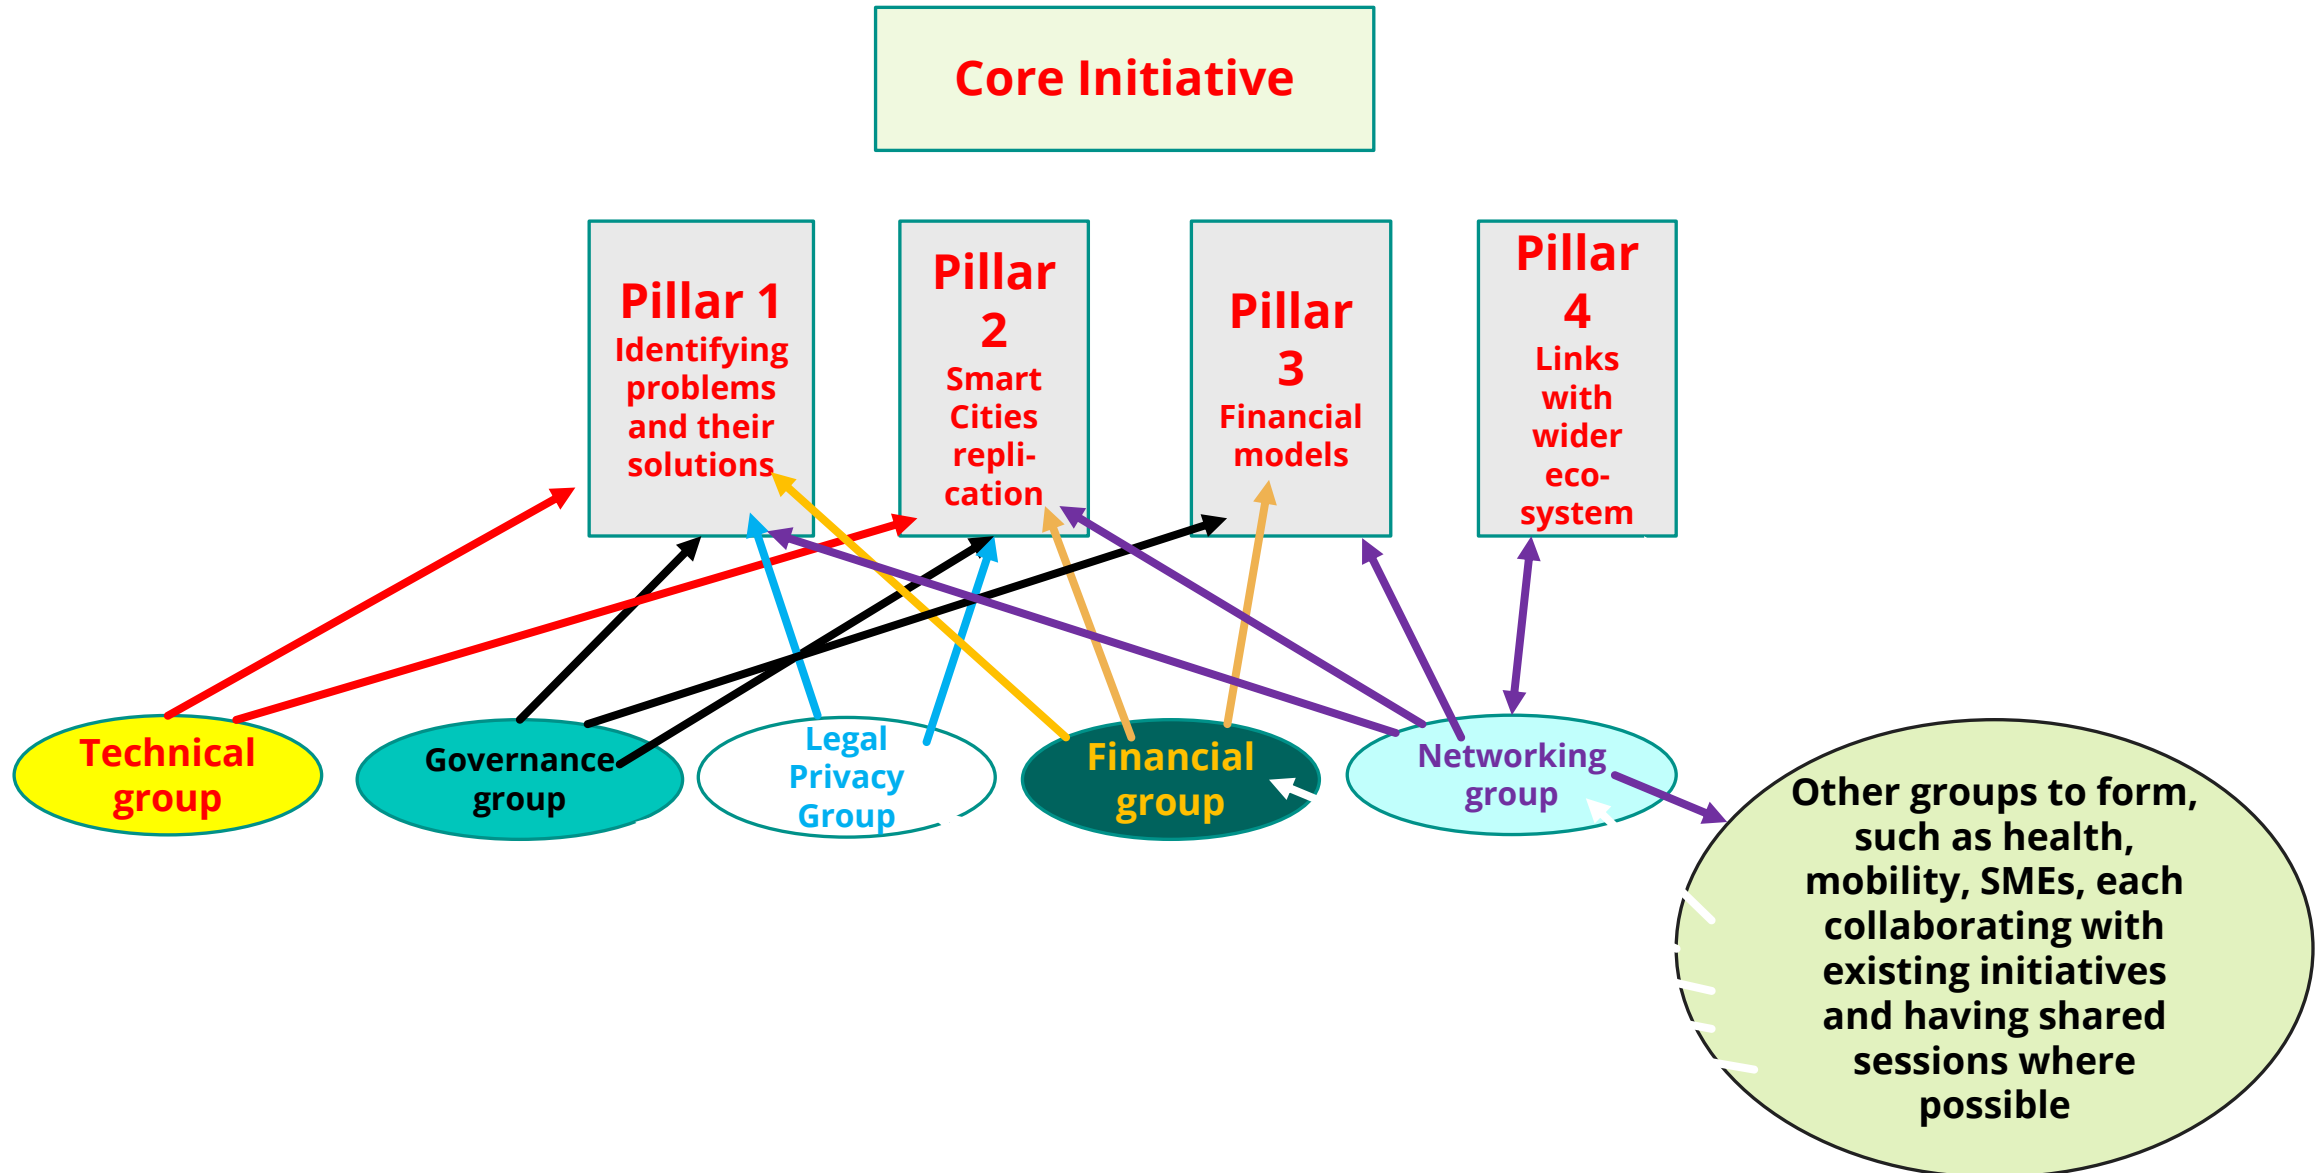 Core Initiative
Pillar 1
Identifying
problems
and their
solutions
Pillar
2
Smart
Cities
repli-
cation
Pillar
3
Financial
models
Pillar
4
Links
with
wider
eco-
system
Technical
group
Governance
group
Legal
Privacy
Group
Financial
group
Networking
group
Other groups to form,
such as health,
mobility, SMEs, each
collaborating with
existing initiatives
and having shared
sessions where
possible